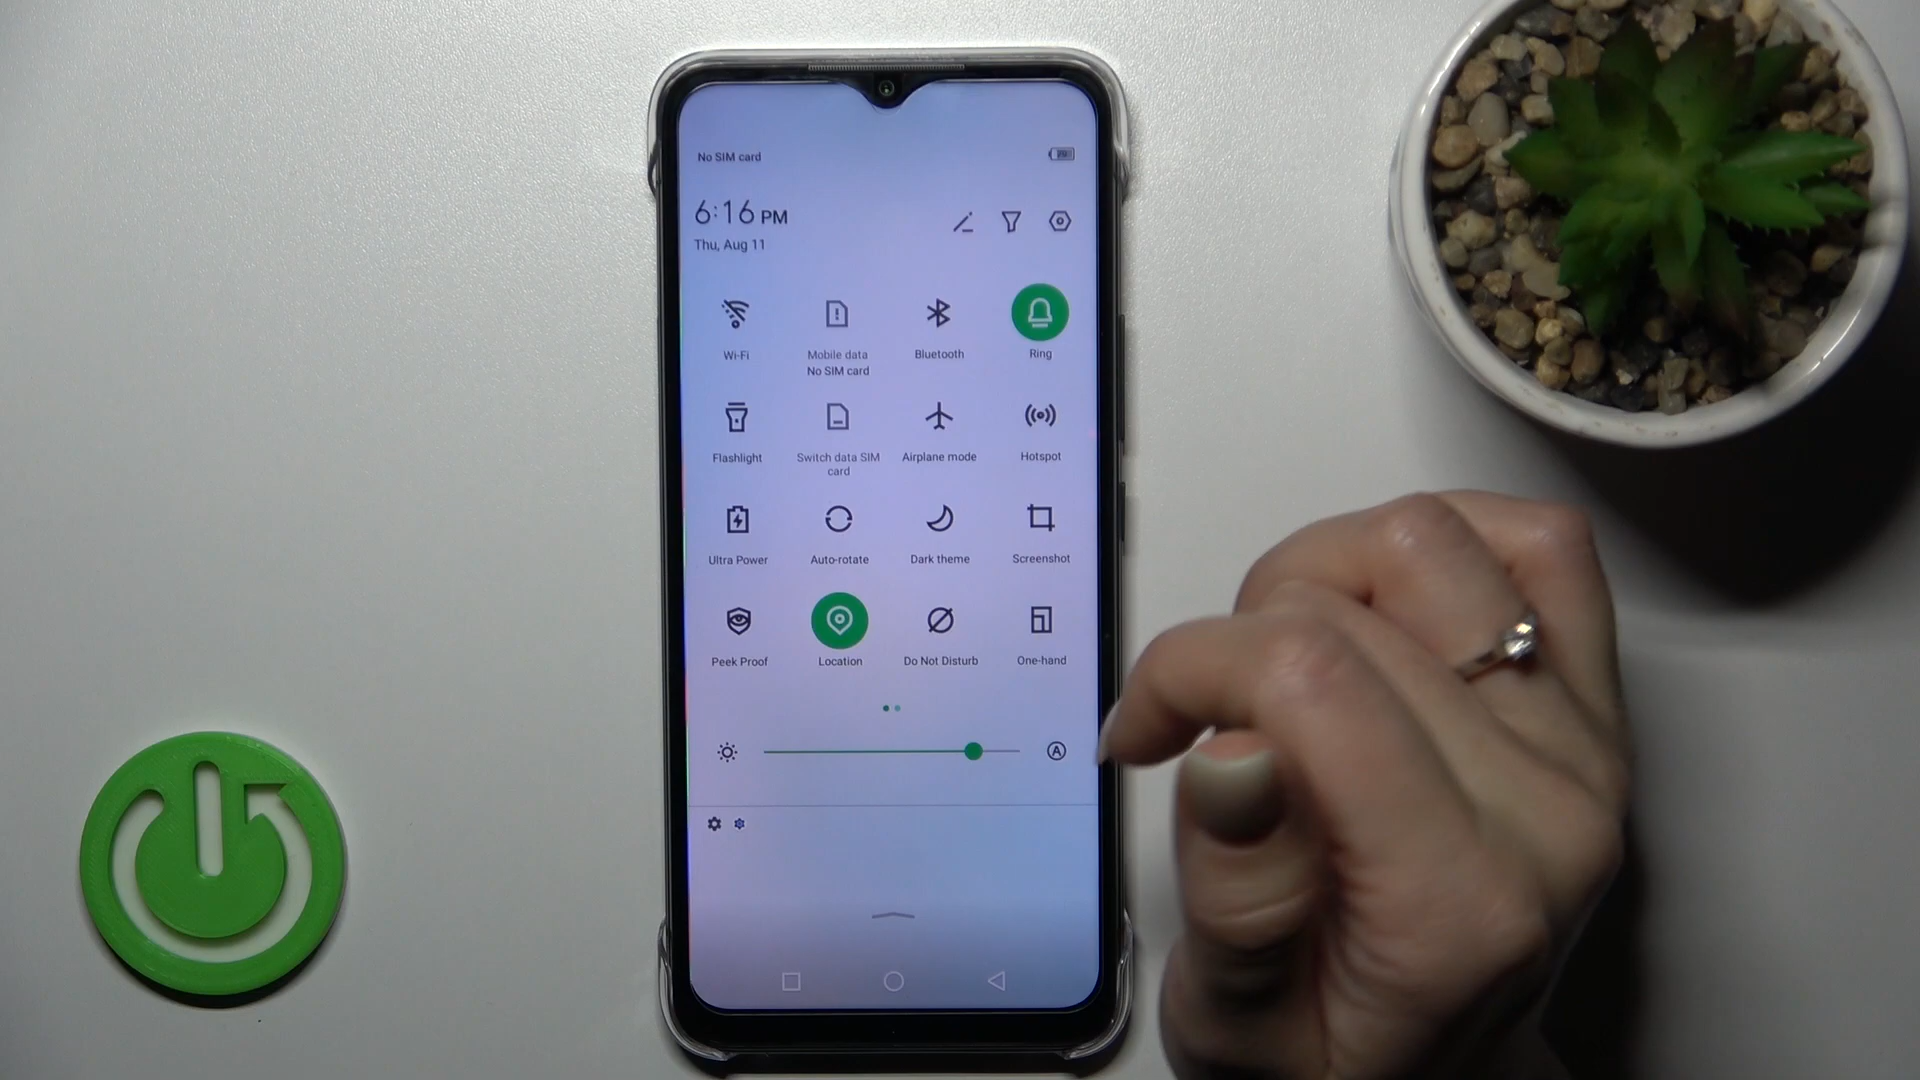 No SIM card
6:16 PM
Thu, Aug 11
Wi-Fi
Mobile data
No SIM card
Bluetooth
Ring
Flashlight
Switch data SIM
card
Airplane mode
Hotspot
Ultra Power
Auto-rotate
Dark theme
Screenshot
Peek Proof
Location
Do Not Disturb
One-hand
A